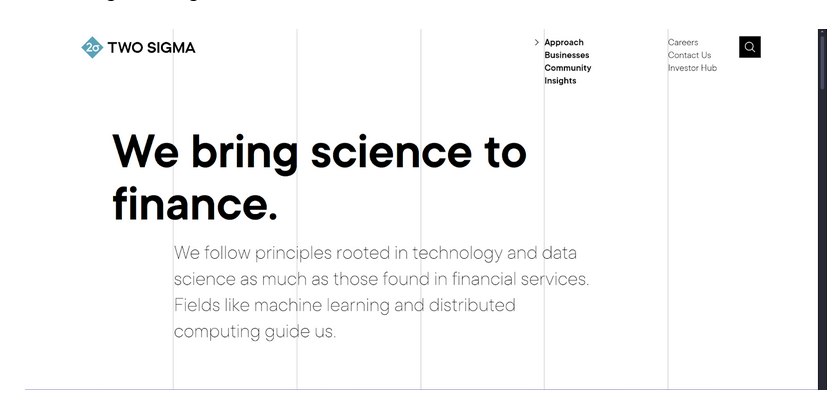 2σ TWO SIGMA
Approach
Businesses
Community
Insights
Careers
Contact Us
Investor Hub
We bring science to
finance.
We follow principles rooted in technology and data
science as much as those found in financial services.
Fields like machine learning and distributed
computing guide us.